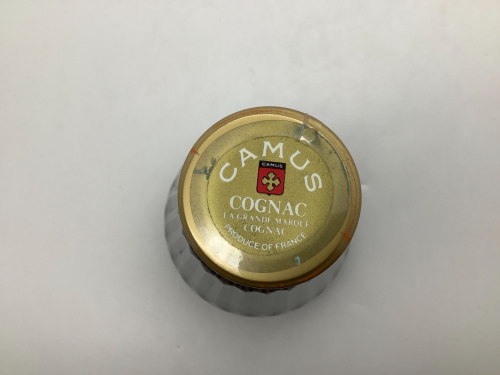 CAMUS
CAMUS
COGNAC
LA GRANDE MARQUE
COGNAC
PRODUCE OF FRANCE